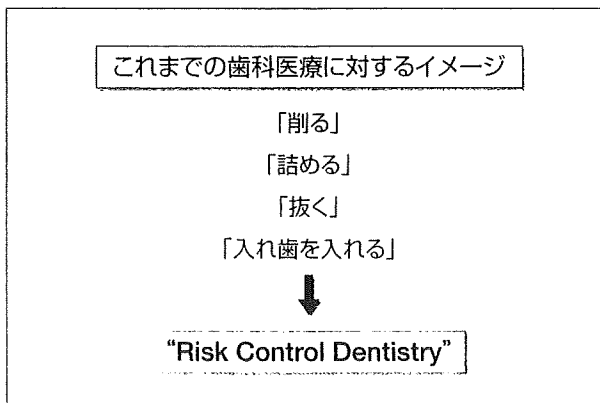 これまでの歯科医療に対するイメージ
「削る」
「詰める」
「抜く」
「入れ歯を入れる」
“Risk Control Dentistry”